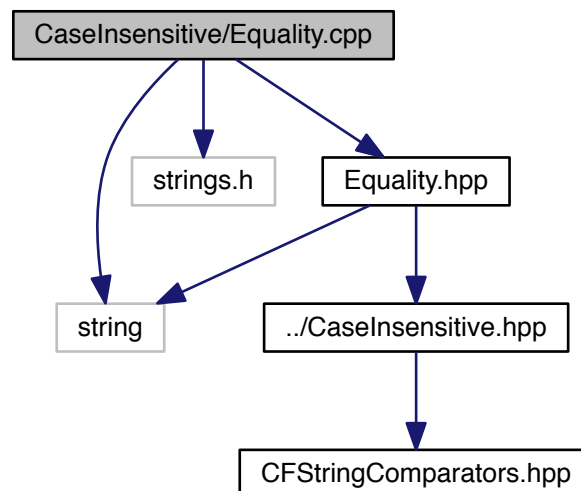 CaseInsensitive/Equality.cpp
strings.h
Equality.hpp
string
../CaseInsensitive.hpp
CFStringComparators.hpp